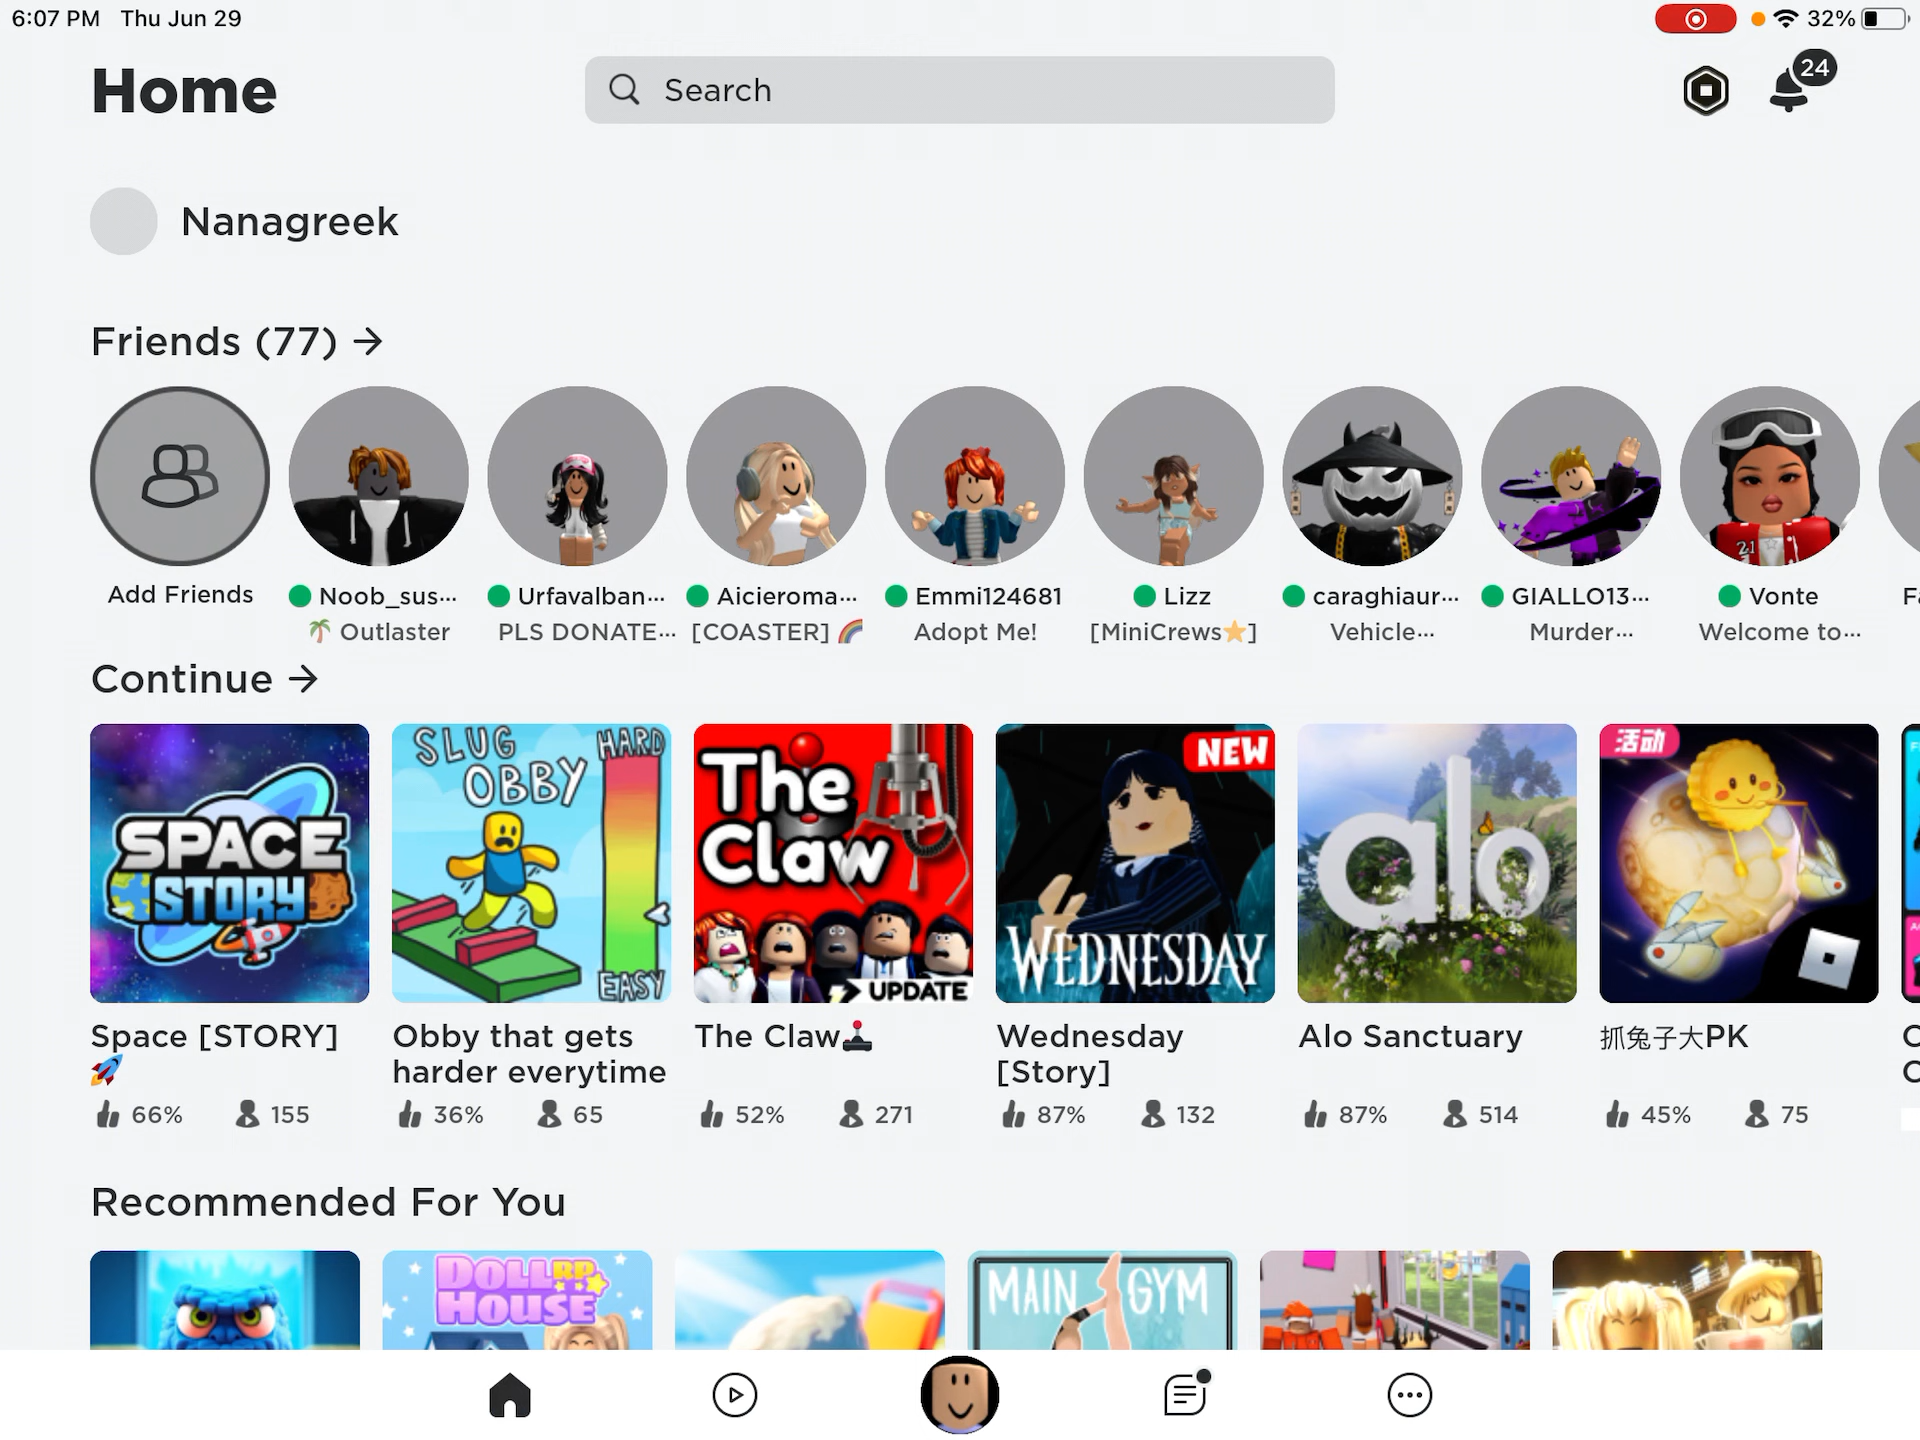 6:07 PM Thu Jun 29
32%
Home
Search
24
Nanagreek
Friends (77) →
Add Friends
Noob_sus...
Outlaster
Urfavalban...
PLS DONATE...
Aicieroma...
[COASTER]
Emmi124681
Adopt Me!
Lizz
[MiniCrews⭐]
caraghiaur...
Vehicle...
GIALLO13...
Murder...
Vonte
Welcome to...
21
Continue →
SPACE
STORY
SLUG
OBBY
HARD
EASY
The
Claw
UPDATE
NEW
WEDNESDAY
alo
活动
Space [STORY]
🚀
66% 155
Obby that gets
harder everytime
36% 65
The Claw🕹️
52% 271
Wednesday
[Story]
87% 132
Alo Sanctuary
87% 514
抓兔子大PK
45% 75
Recommended For You
DOLL RP
HOUSE
MAIN GYM